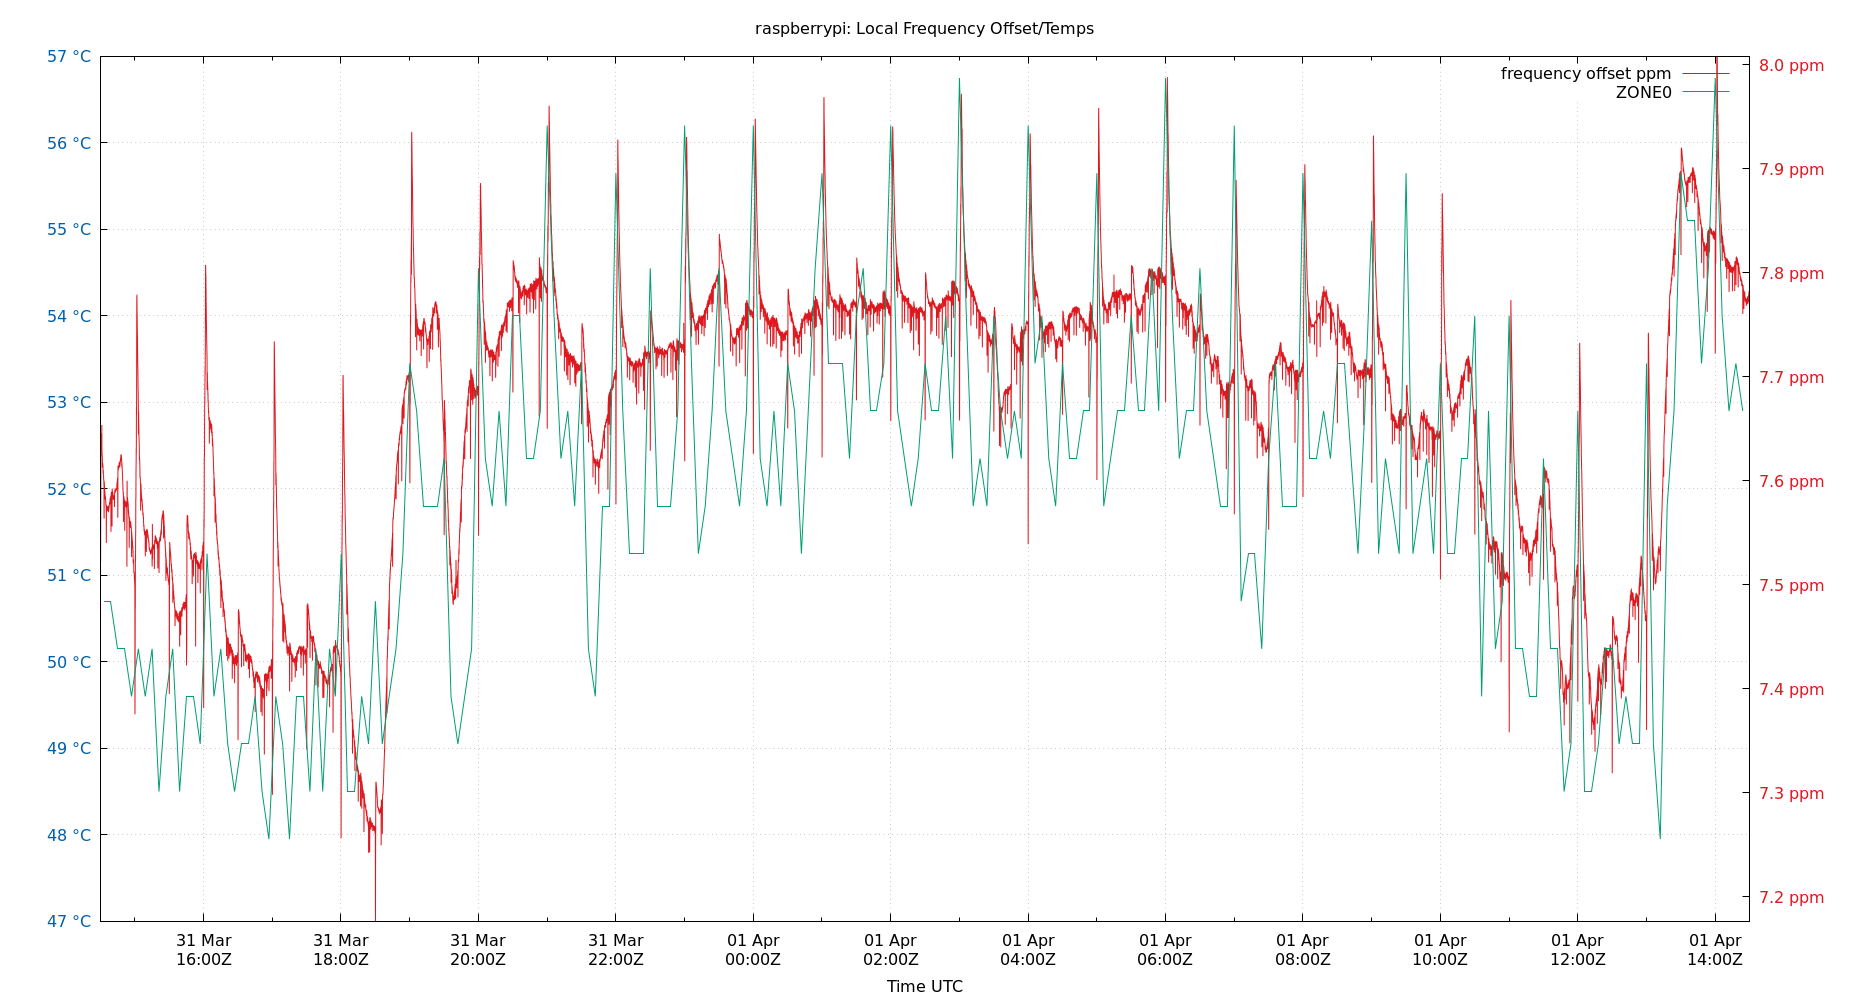 raspberrypi: Local Frequency Offset/Temps
frequency offset ppm
ZONE0
57 °C
56 °C
55 °C
54 °C
53 °C
52 °C
51 °C
50 °C
49 °C
48 °C
47 °C
8.0 ppm
7.9 ppm
7.8 ppm
7.7 ppm
7.6 ppm
7.5 ppm
7.4 ppm
7.3 ppm
7.2 ppm
31 Mar
16:00Z
31 Mar
18:00Z
31 Mar
20:00Z
31 Mar
22:00Z
01 Apr
00:00Z
01 Apr
02:00Z
01 Apr
04:00Z
01 Apr
06:00Z
01 Apr
08:00Z
01 Apr
10:00Z
01 Apr
12:00Z
01 Apr
14:00Z
Time UTC